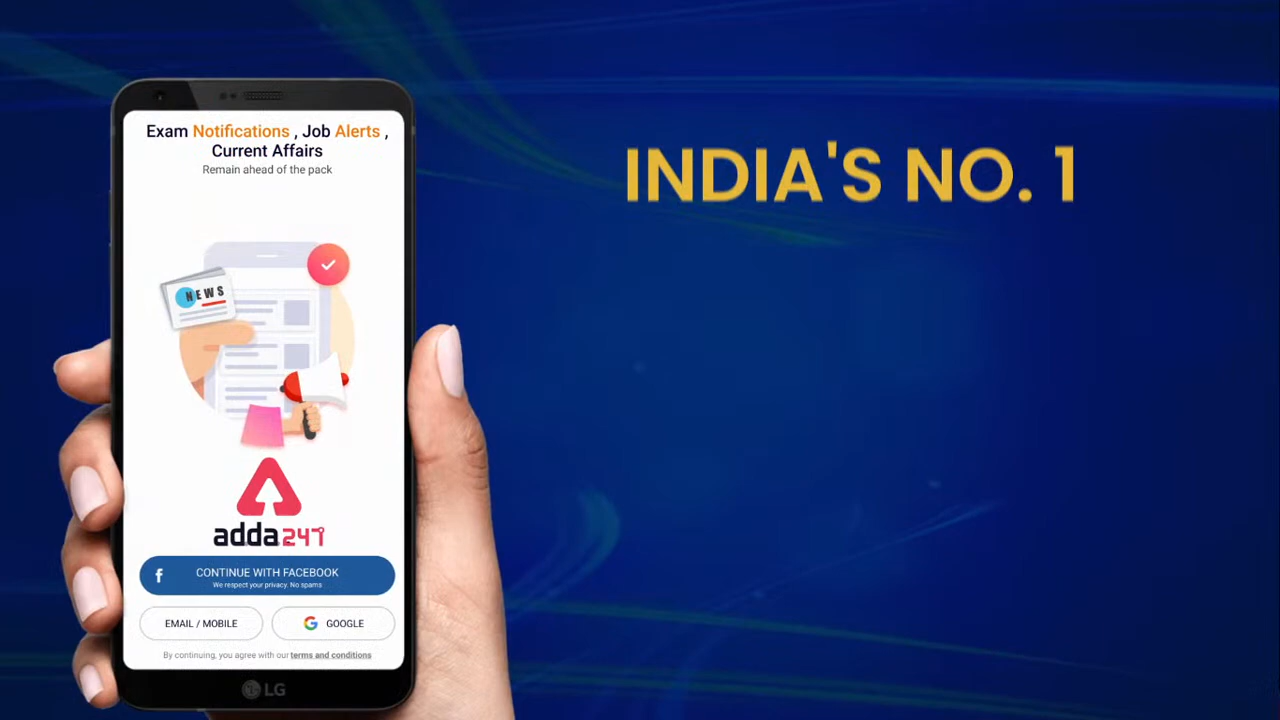 Exam Notifications , Job Alerts ,
Current Affairs
Remain ahead of the pack
NEWS
adda247
CONTINUE WITH FACEBOOK
We respect your privacy. No spams
EMAIL / MOBILE
GOOGLE
By continuing, you agree with our terms and conditions
LG
INDIA'S NO. 1